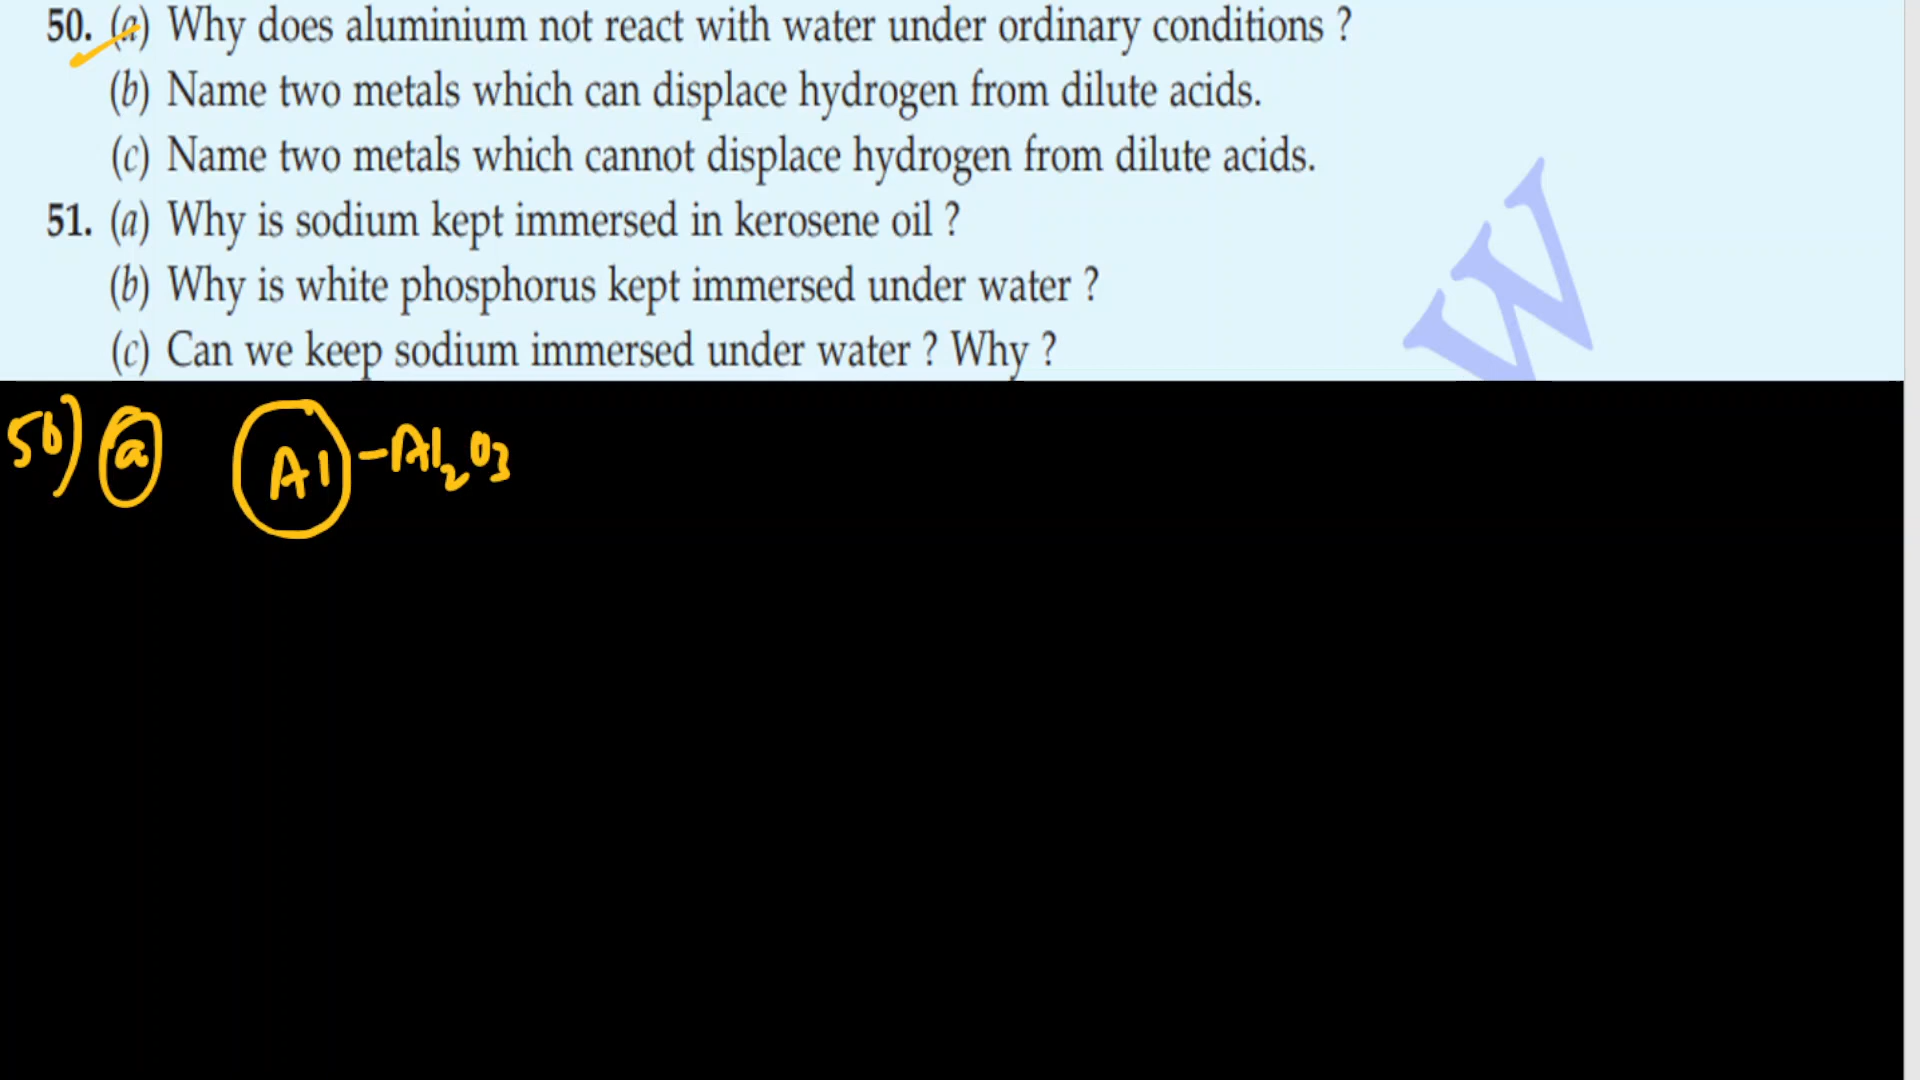 50. (a) Why does aluminium not react with water under ordinary conditions ?
(b) Name two metals which can displace hydrogen from dilute acids.
(c) Name two metals which cannot displace hydrogen from dilute acids.
51. (a) Why is sodium kept immersed in kerosene oil ?
(b) Why is white phosphorus kept immersed under water ?
(c) Can we keep sodium immersed under water ? Why ?
W
50) a Al - Al₂O₃